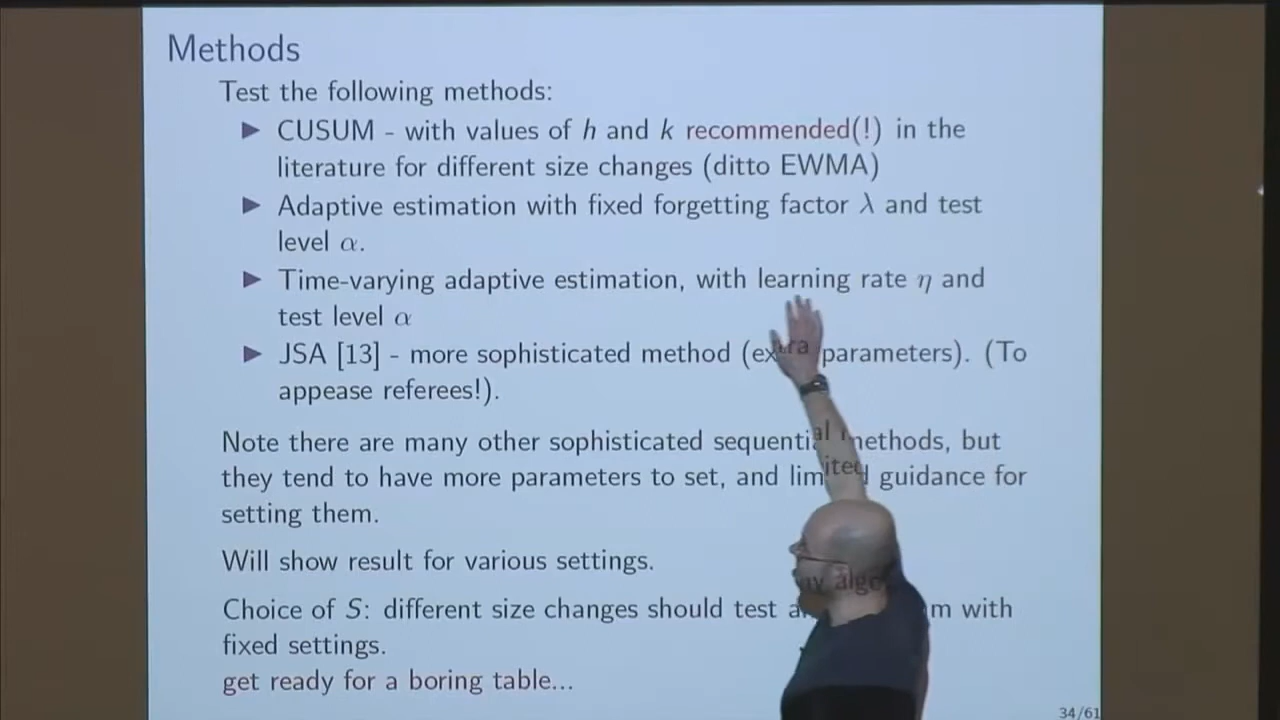 Methods
Test the following methods:
▶ CUSUM - with values of h and k recommended(!) in the
literature for different size changes (ditto EWMA)
▶ Adaptive estimation with fixed forgetting factor λ and test
level α.
▶ Time-varying adaptive estimation, with learning rate η and
test level α
▶ JSA [13] - more sophisticated method (extra parameters). (To
appease referees!).
Note there are many other sophisticated sequential methods, but
they tend to have more parameters to set, and limited guidance for
setting them.
Will show result for various settings.
Choice of S: different size changes should test any algorithm with
fixed settings.
get ready for a boring table...
34/61